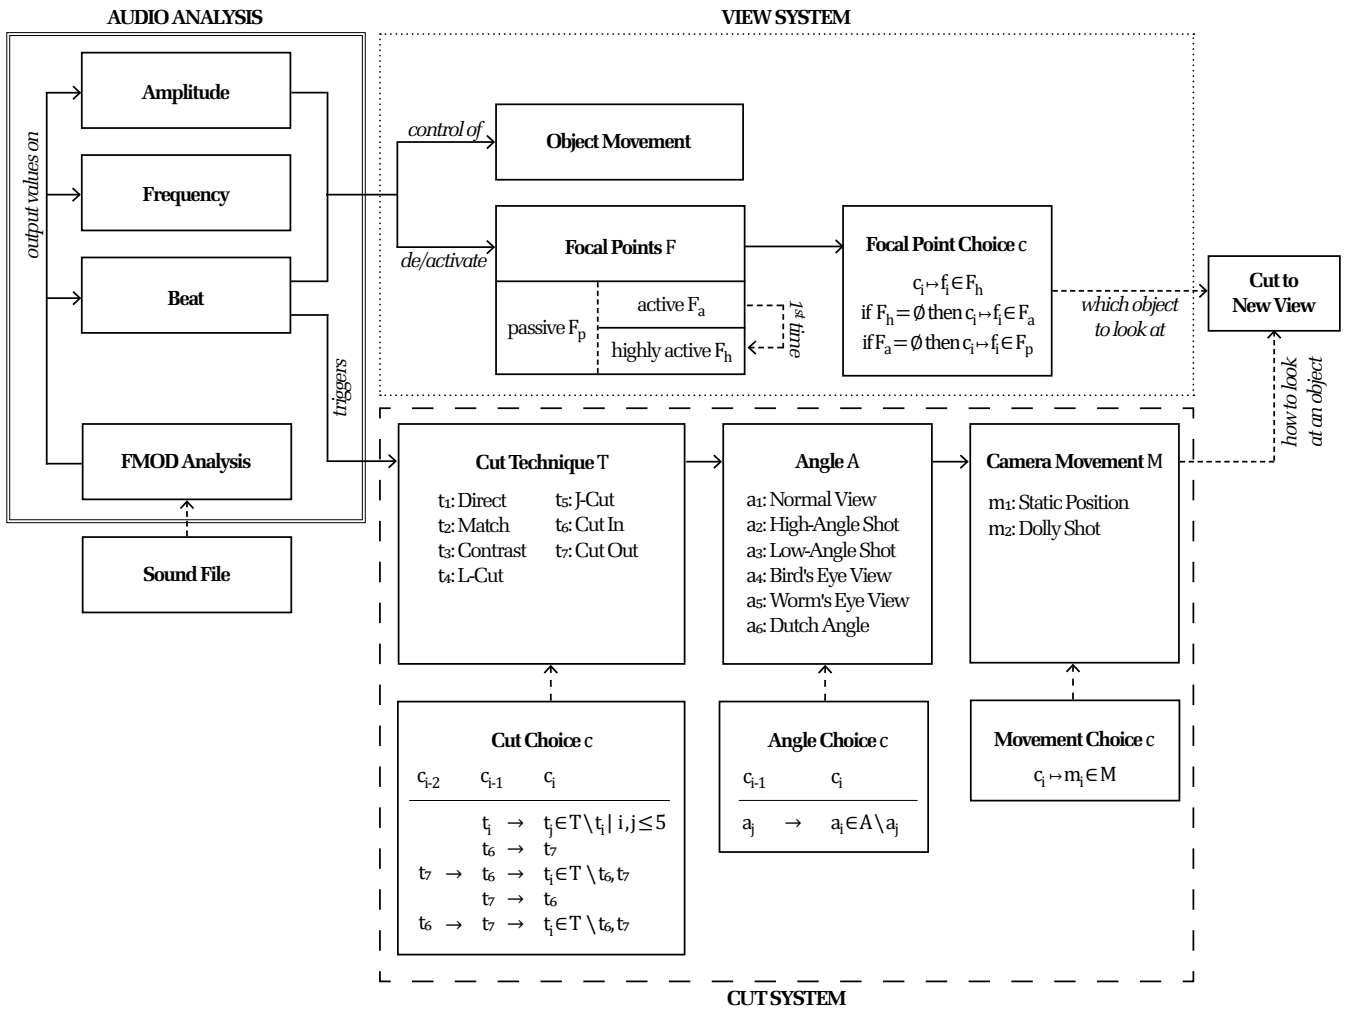 AUDIO ANALYSIS
VIEW SYSTEM
output values on
Amplitude
Frequency
Beat
triggers
FMOD Analysis
Sound File
control of
Object Movement
de/activate
Focal Points F
passive Fₚ
active Fₐ
highly active Fₕ
1st time
Focal Point Choice c
cᵢ ↦ fᵢ ∈ Fₕ
if Fₕ = ∅ then cᵢ ↦ fᵢ ∈ Fₐ
if Fₐ = ∅ then cᵢ ↦ fᵢ ∈ Fₚ
which object
to look at
Cut to
New View
how to look
at an object
Cut Technique T
t₁: Direct
t₂: Match
t₃: Contrast
t₄: L-Cut
t₅: J-Cut
t₆: Cut In
t₇: Cut Out
Angle A
a₁: Normal View
a₂: High-Angle Shot
a₃: Low-Angle Shot
a₄: Bird's Eye View
a₅: Worm's Eye View
a₆: Dutch Angle
Camera Movement M
m₁: Static Position
m₂: Dolly Shot
Cut Choice c
cᵢ₋₂ cᵢ₋₁ cᵢ
tᵢ → tⱼ ∈ T \ tᵢ | i, j ≤ 5
t₆ → t₇
t₇ → t₆ → tᵢ ∈ T \ t₆, t₇
t₇ → t₆
t₆ → t₇ → tᵢ ∈ T \ t₆, t₇
Angle Choice c
cᵢ₋₁ cᵢ
aⱼ → aᵢ ∈ A \ aⱼ
Movement Choice c
cᵢ ↦ mᵢ ∈ M
CUT SYSTEM